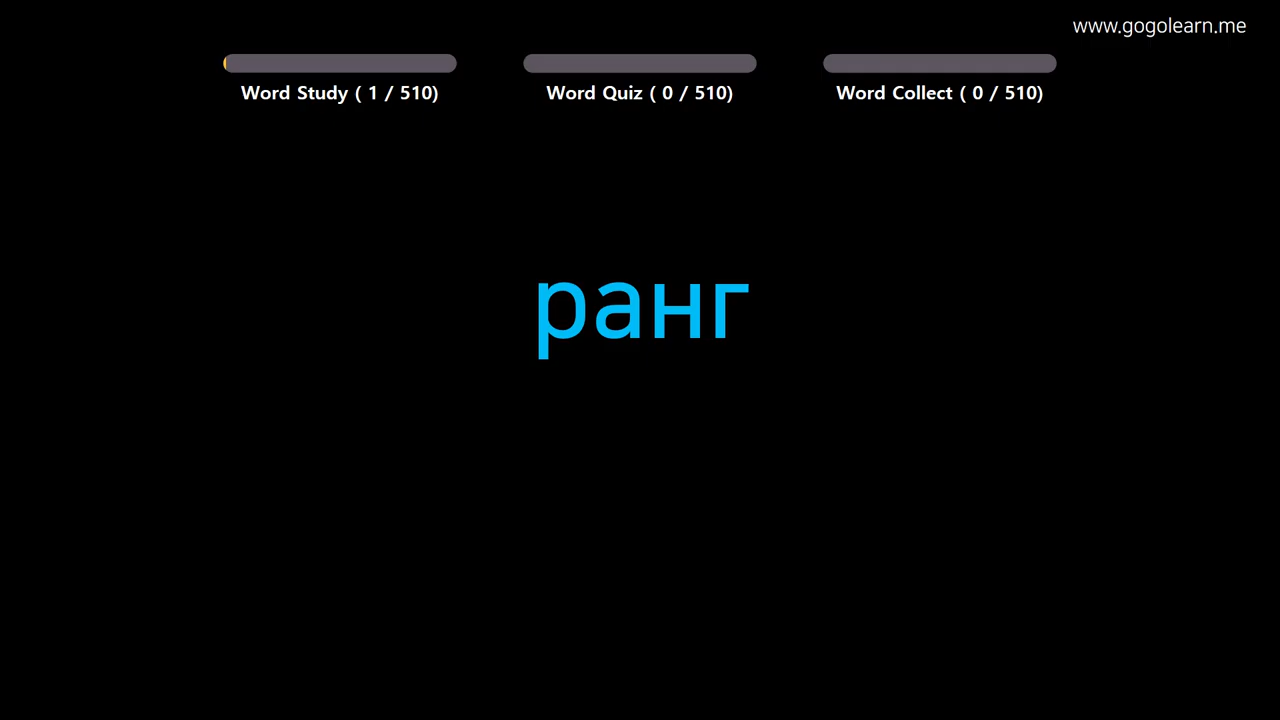 www.gogolearn.me
Word Study ( 1 / 510)
Word Quiz ( 0 / 510)
Word Collect ( 0 / 510)
ранг